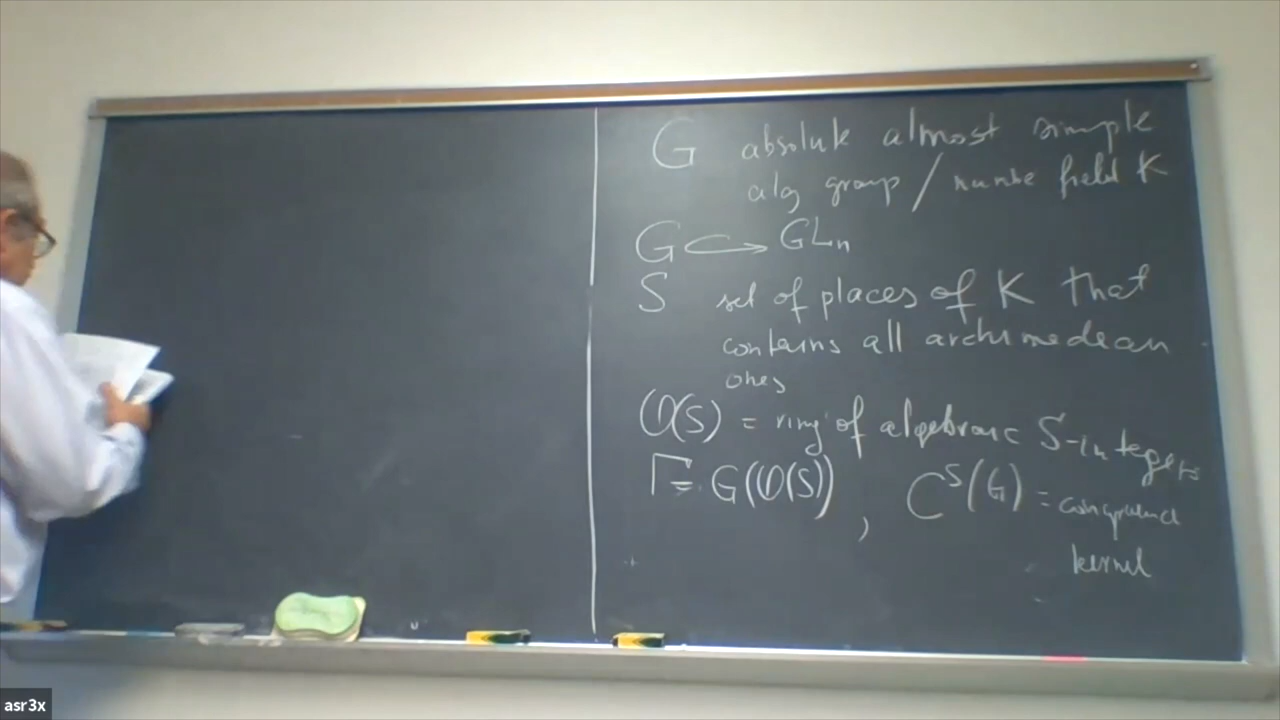 G absolute almost simple
alg group / number field K
G ↪ GLn
S set of places of K that
contains all archimedean
ones
O(S) = ring of algebraic S-integers
Γ = G(O(S)) , C^S(G) = congruence
kernel
asr3x